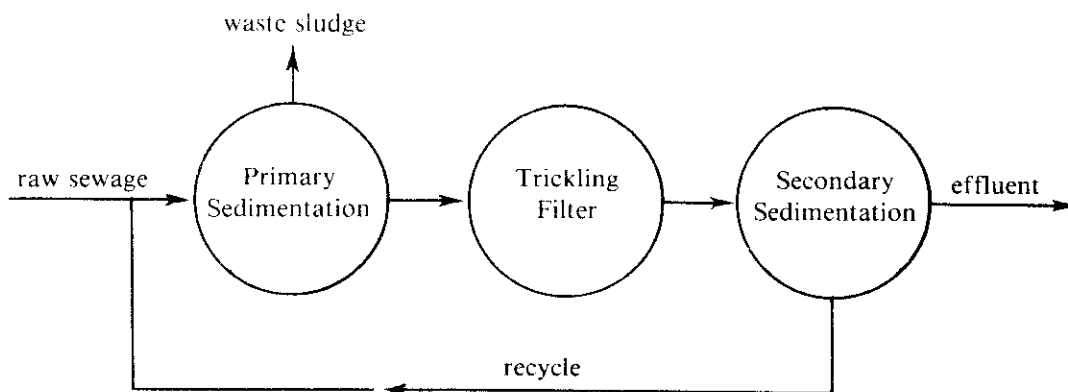 waste sludge
raw sewage
Primary
Sedimentation
Trickling
Filter
Secondary
Sedimentation
effluent
recycle